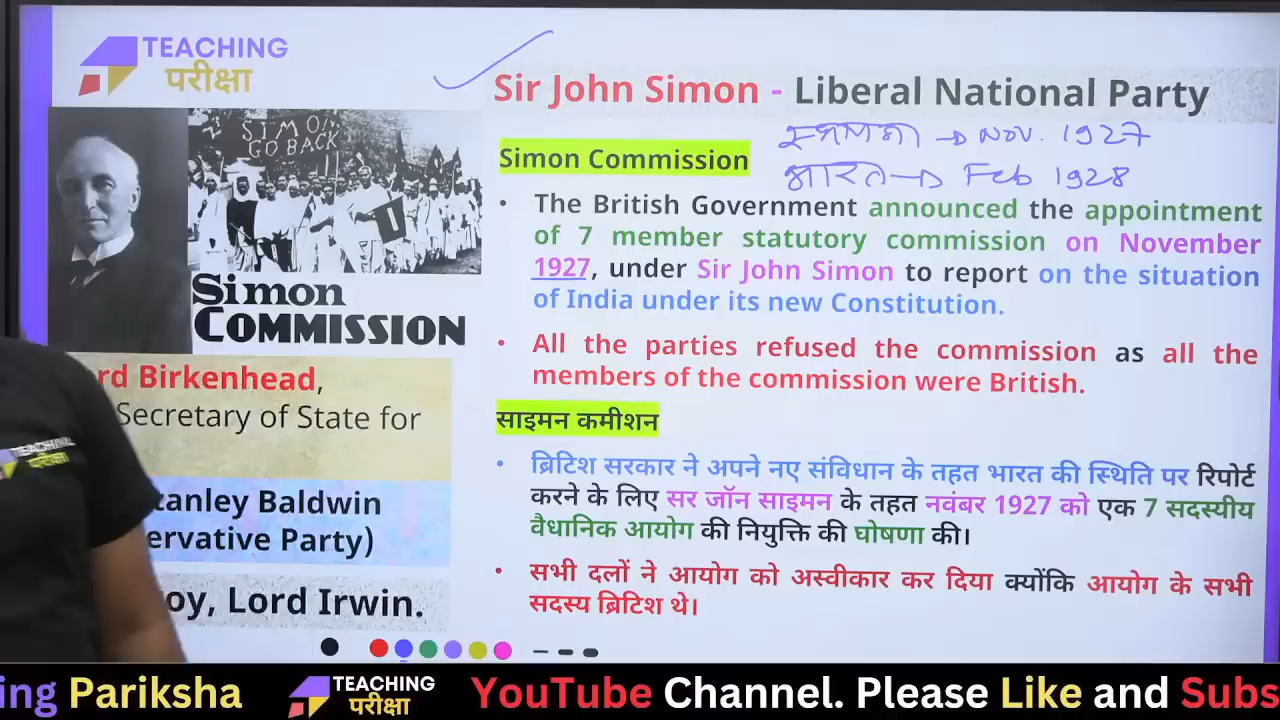 TEACHING
परीक्षा
Sir John Simon - Liberal National Party
स्थापना → Nov. 1927
भारत → Feb 1928
SIMON
GO BACK
Simon
COMMISSION
Simon Commission
• The British Government announced the appointment
of 7 member statutory commission on November
1927, under Sir John Simon to report on the situation
of India under its new Constitution.
• All the parties refused the commission as all the
members of the commission were British.
rd Birkenhead,
Secretary of State for
tanley Baldwin
ervative Party)
oy, Lord Irwin.
साइमन कमीशन
• ब्रिटिश सरकार ने अपने नए संविधान के तहत भारत की स्थिति पर रिपोर्ट
करने के लिए सर जॉन साइमन के तहत नवंबर 1927 को एक 7 सदस्यीय
वैधानिक आयोग की नियुक्ति की घोषणा की।
• सभी दलों ने आयोग को अस्वीकार कर दिया क्योंकि आयोग के सभी
सदस्य ब्रिटिश थे।
TEACHING
परीक्षा
ing Pariksha TEACHING परीक्षा YouTube Channel. Please Like and Subs